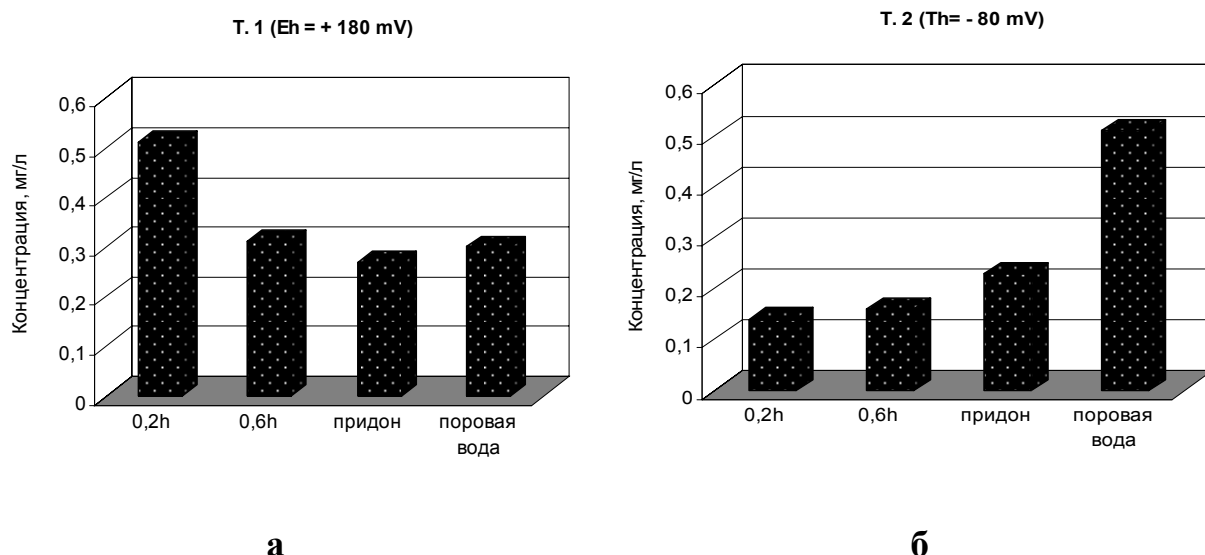 Т. 1 (Eh = + 180 mV)
Концентрация, мг/л
0,6
0,5
0,4
0,3
0,2
0,1
0
0,2h
0,6h
придон
поровая
вода
а
Т. 2 (Th= - 80 mV)
Концентрация, мг/л
0,6
0,5
0,4
0,3
0,2
0,1
0
0,2h
0,6h
придон
поровая
вода
б